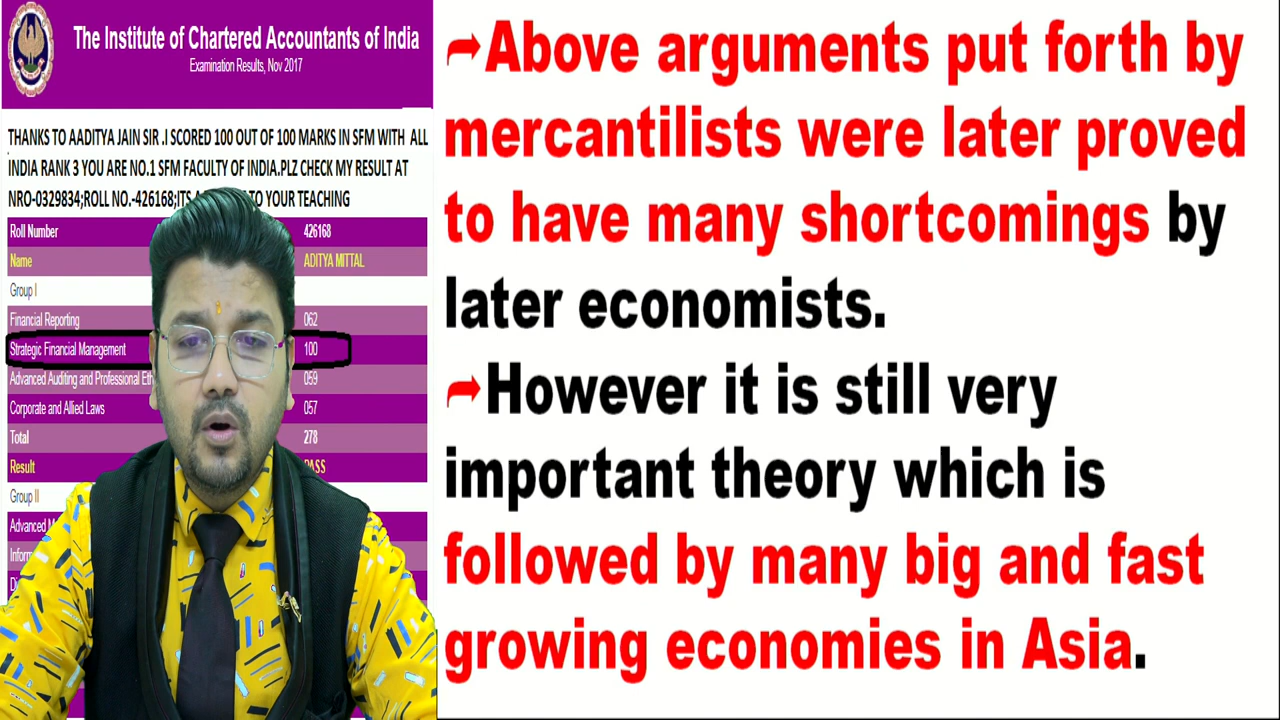 The Institute of Chartered Accountants of India
Examination Results, Nov 2017
THANKS TO AADITYA JAIN SIR .I SCORED 100 OUT OF 100 MARKS IN SFM WITH ALL
INDIA RANK 3 YOU ARE NO.1 SFM FACULTY OF INDIA.PLZ CHECK MY RESULT AT
NRO-0329834;ROLL NO.-426168;ITS TO YOUR TEACHING
Roll Number 426168
Name ADITYA MITTAL
Group I
Financial Reporting 062
Strategic Financial Management 100
Advanced Auditing and Professional 059
Corporate and Allied Laws 057
Total 278
Result PASS
Group II
Advanced
➦Above arguments put forth by
mercantilists were later proved
to have many shortcomings by
later economists.
➦However it is still very
important theory which is
followed by many big and fast
growing economies in Asia.